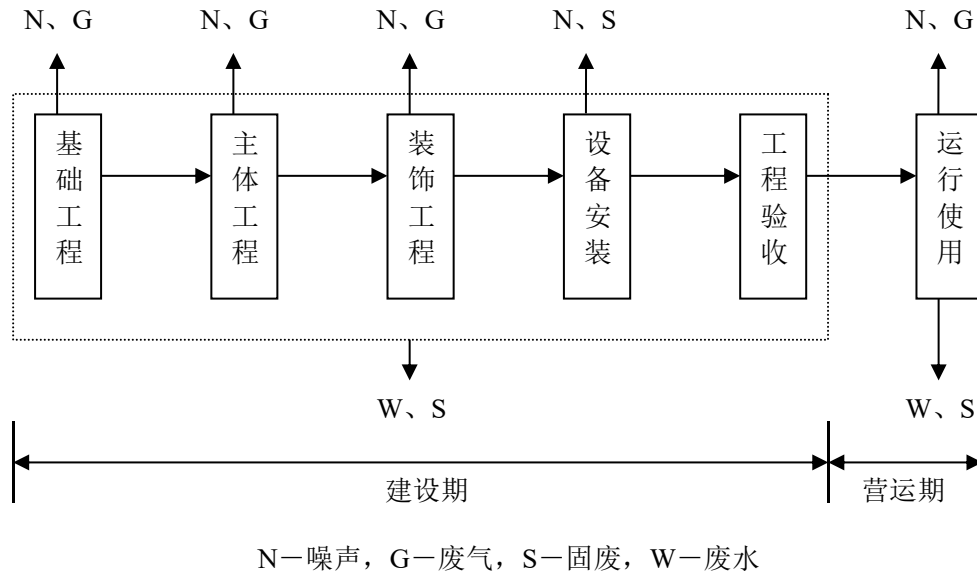 N、G N、G N、G N、S N、G
基础工程
主体工程
装饰工程
设备安装
工程验收
运行使用
W、S W、S
建设期 营运期
N－噪声，G－废气，S－固废，W－废水